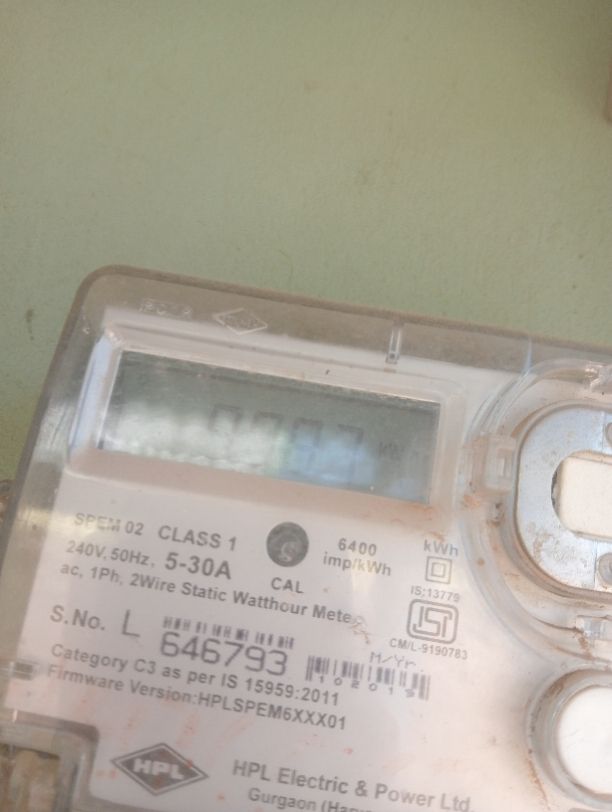 SPEM 02 CLASS 1
240V, 50Hz, 5-30A
ac, 1Ph, 2Wire Static Watthour Meter
CAL
6400
imp/kWh
kWh
IS:13779
ISI
CM/L-9190783
S.No. L 646793
M/Yr
102019
Category C3 as per IS 15959:2011
Firmware Version:HPLSPEM6XXX01
HPL
HPL Electric & Power Ltd
Gurgaon